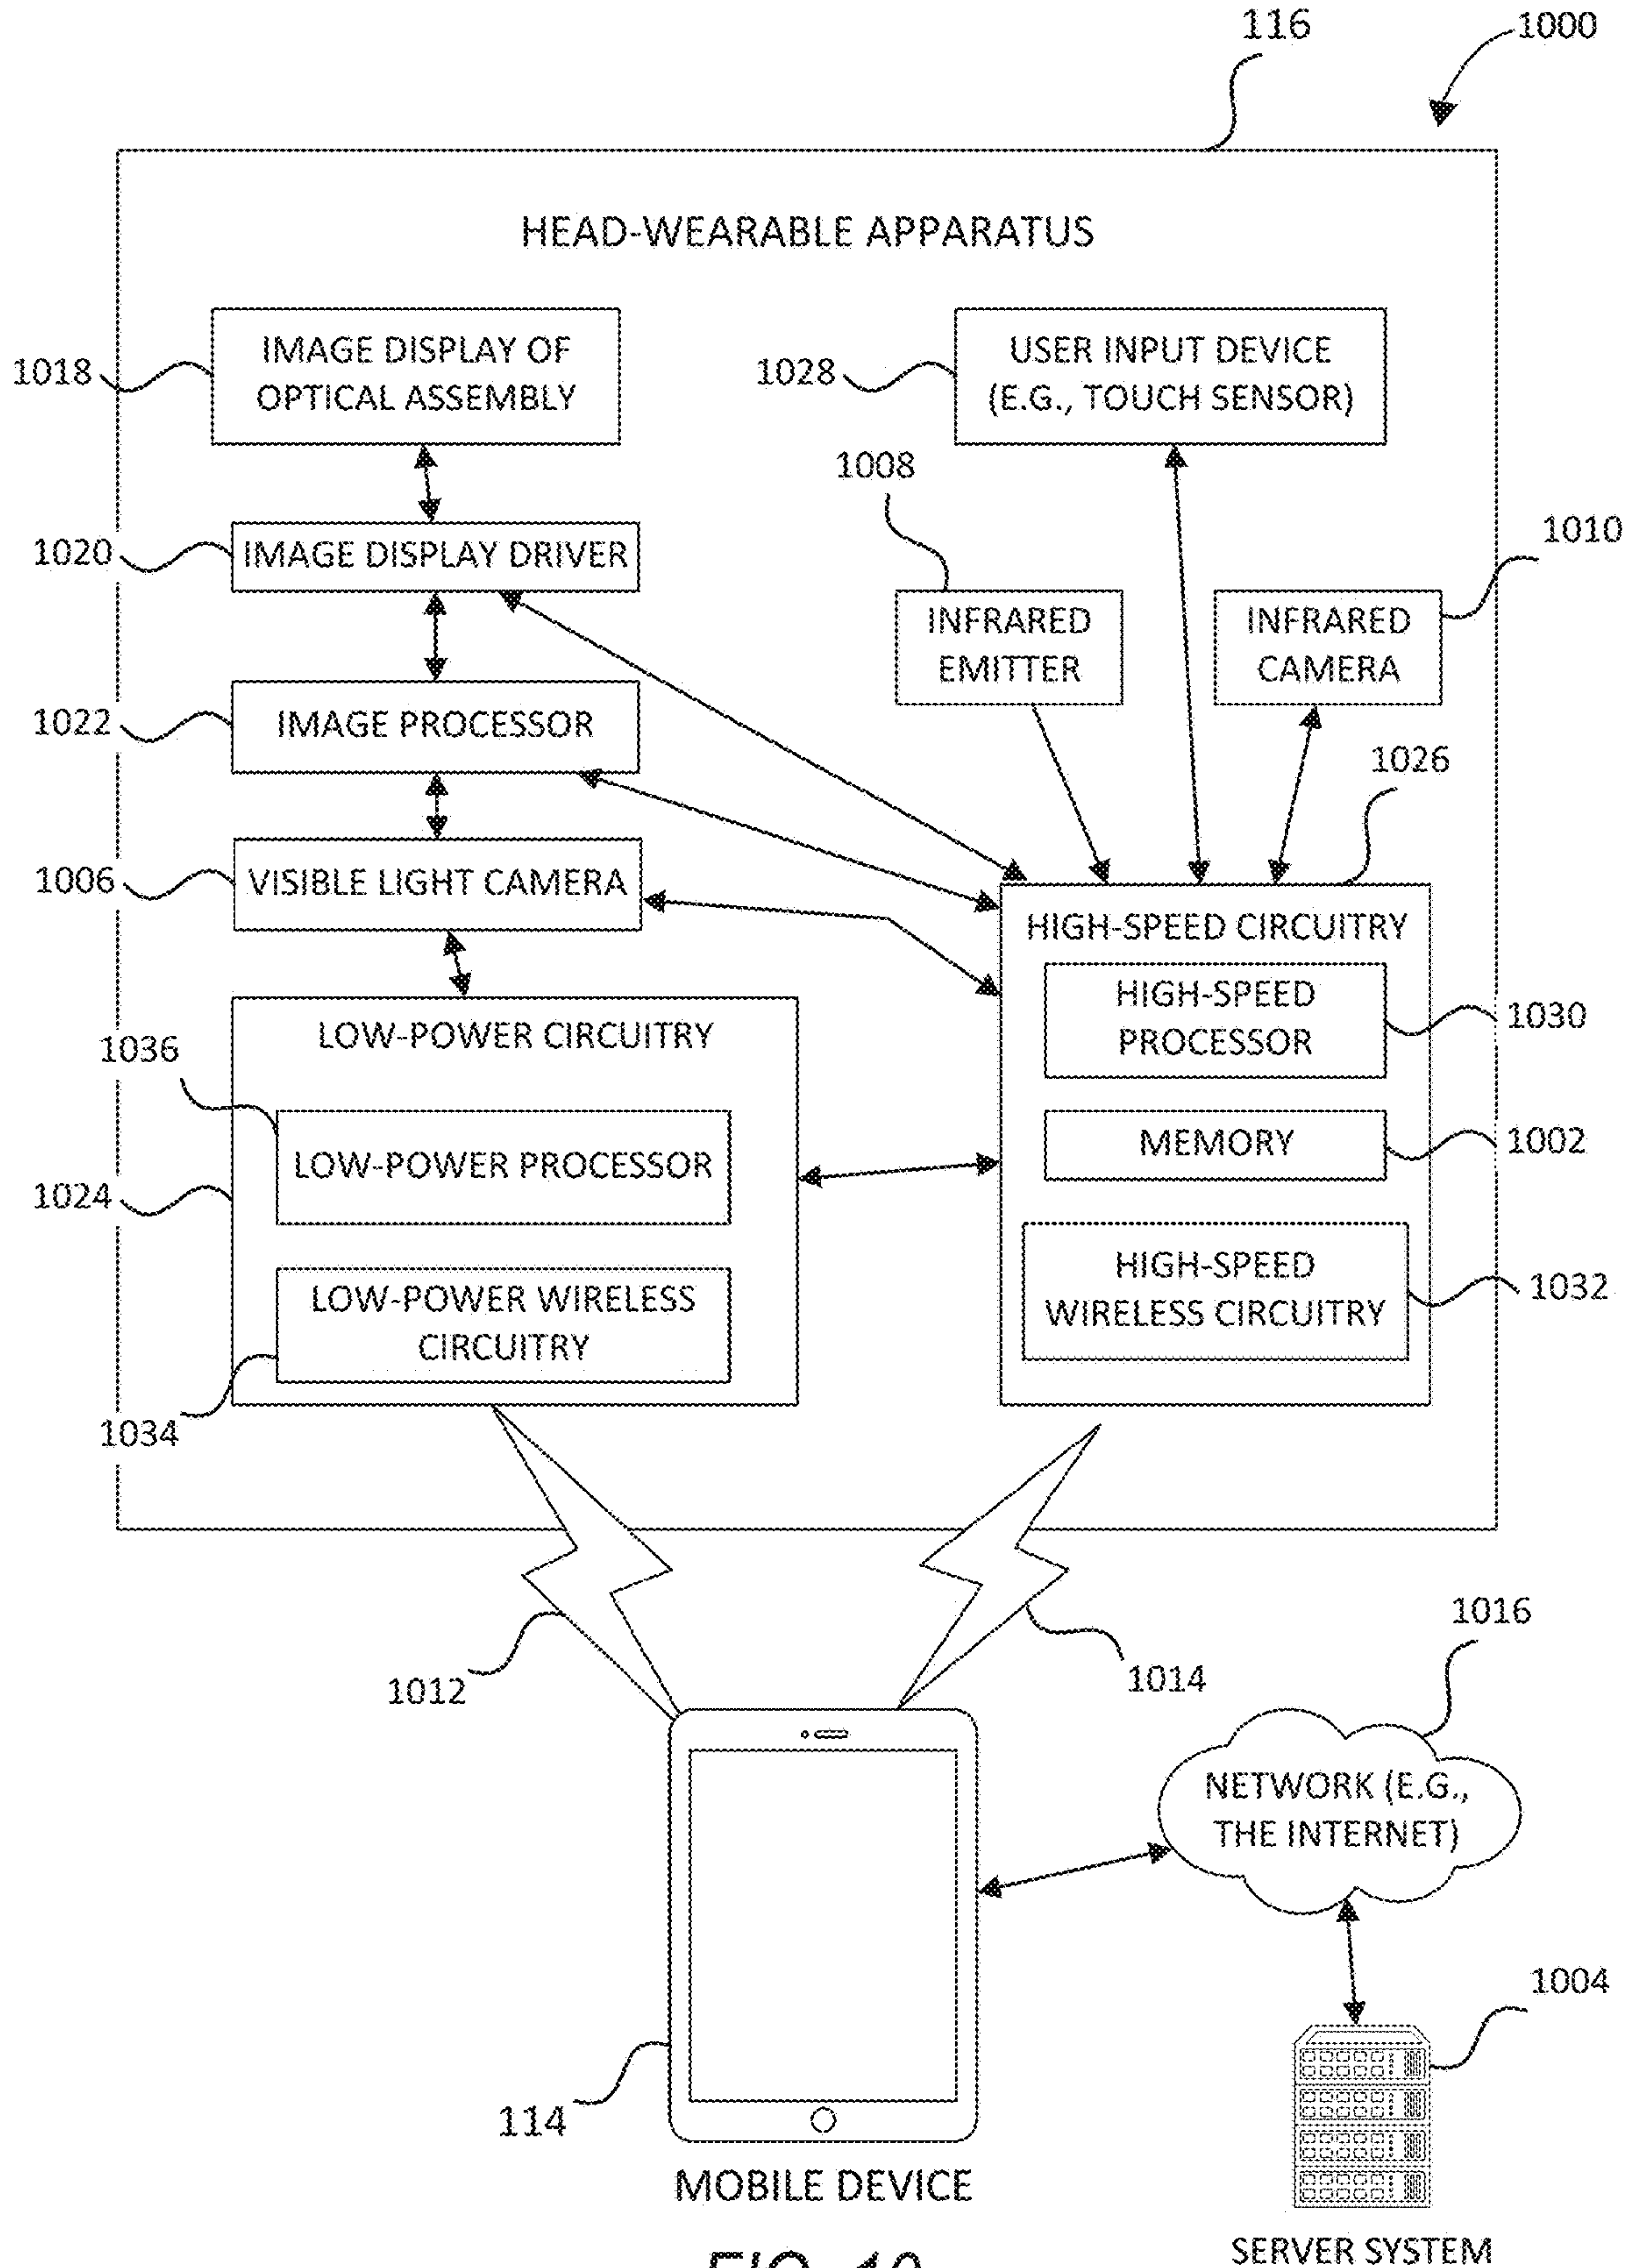 116
1000
HEAD-WEARABLE APPARATUS
1018
IMAGE DISPLAY OF
OPTICAL ASSEMBLY
1028
USER INPUT DEVICE
(E.G., TOUCH SENSOR)
1008
1010
1020
IMAGE DISPLAY DRIVER
INFRARED
EMITTER
INFRARED
CAMERA
1022
IMAGE PROCESSOR
1026
1006
VISIBLE LIGHT CAMERA
HIGH-SPEED CIRCUITRY
HIGH-SPEED
PROCESSOR
1030
LOW-POWER CIRCUITRY
1036
LOW-POWER PROCESSOR
MEMORY
1002
1024
LOW-POWER WIRELESS
CIRCUITRY
HIGH-SPEED
WIRELESS CIRCUITRY
1032
1034
1012
1014
1016
NETWORK (E.G.,
THE INTERNET)
1004
114
MOBILE DEVICE
SERVER SYSTEM
FIG. 10